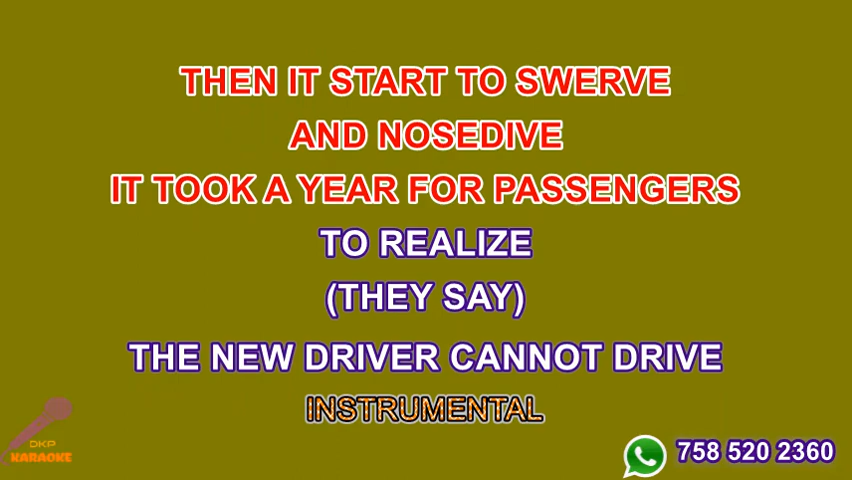 THEN IT START TO SWERVE
AND NOSEDIVE
IT TOOK A YEAR FOR PASSENGERS
TO REALIZE
(THEY SAY)
THE NEW DRIVER CANNOT DRIVE
INSTRUMENTAL
DKP
KARAOKE
758 520 2360